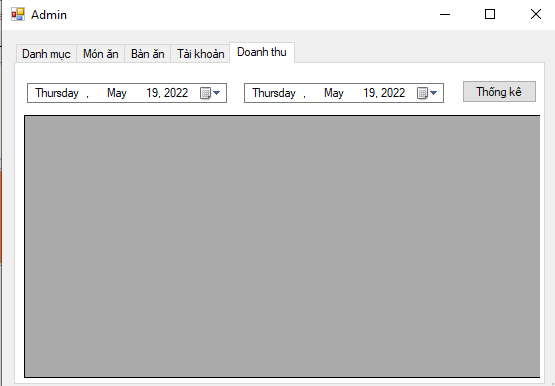 Admin
Danh mục Món ăn Bàn ăn Tài khoản Doanh thu
Thursday , May 19, 2022 Thursday , May 19, 2022 Thống kê